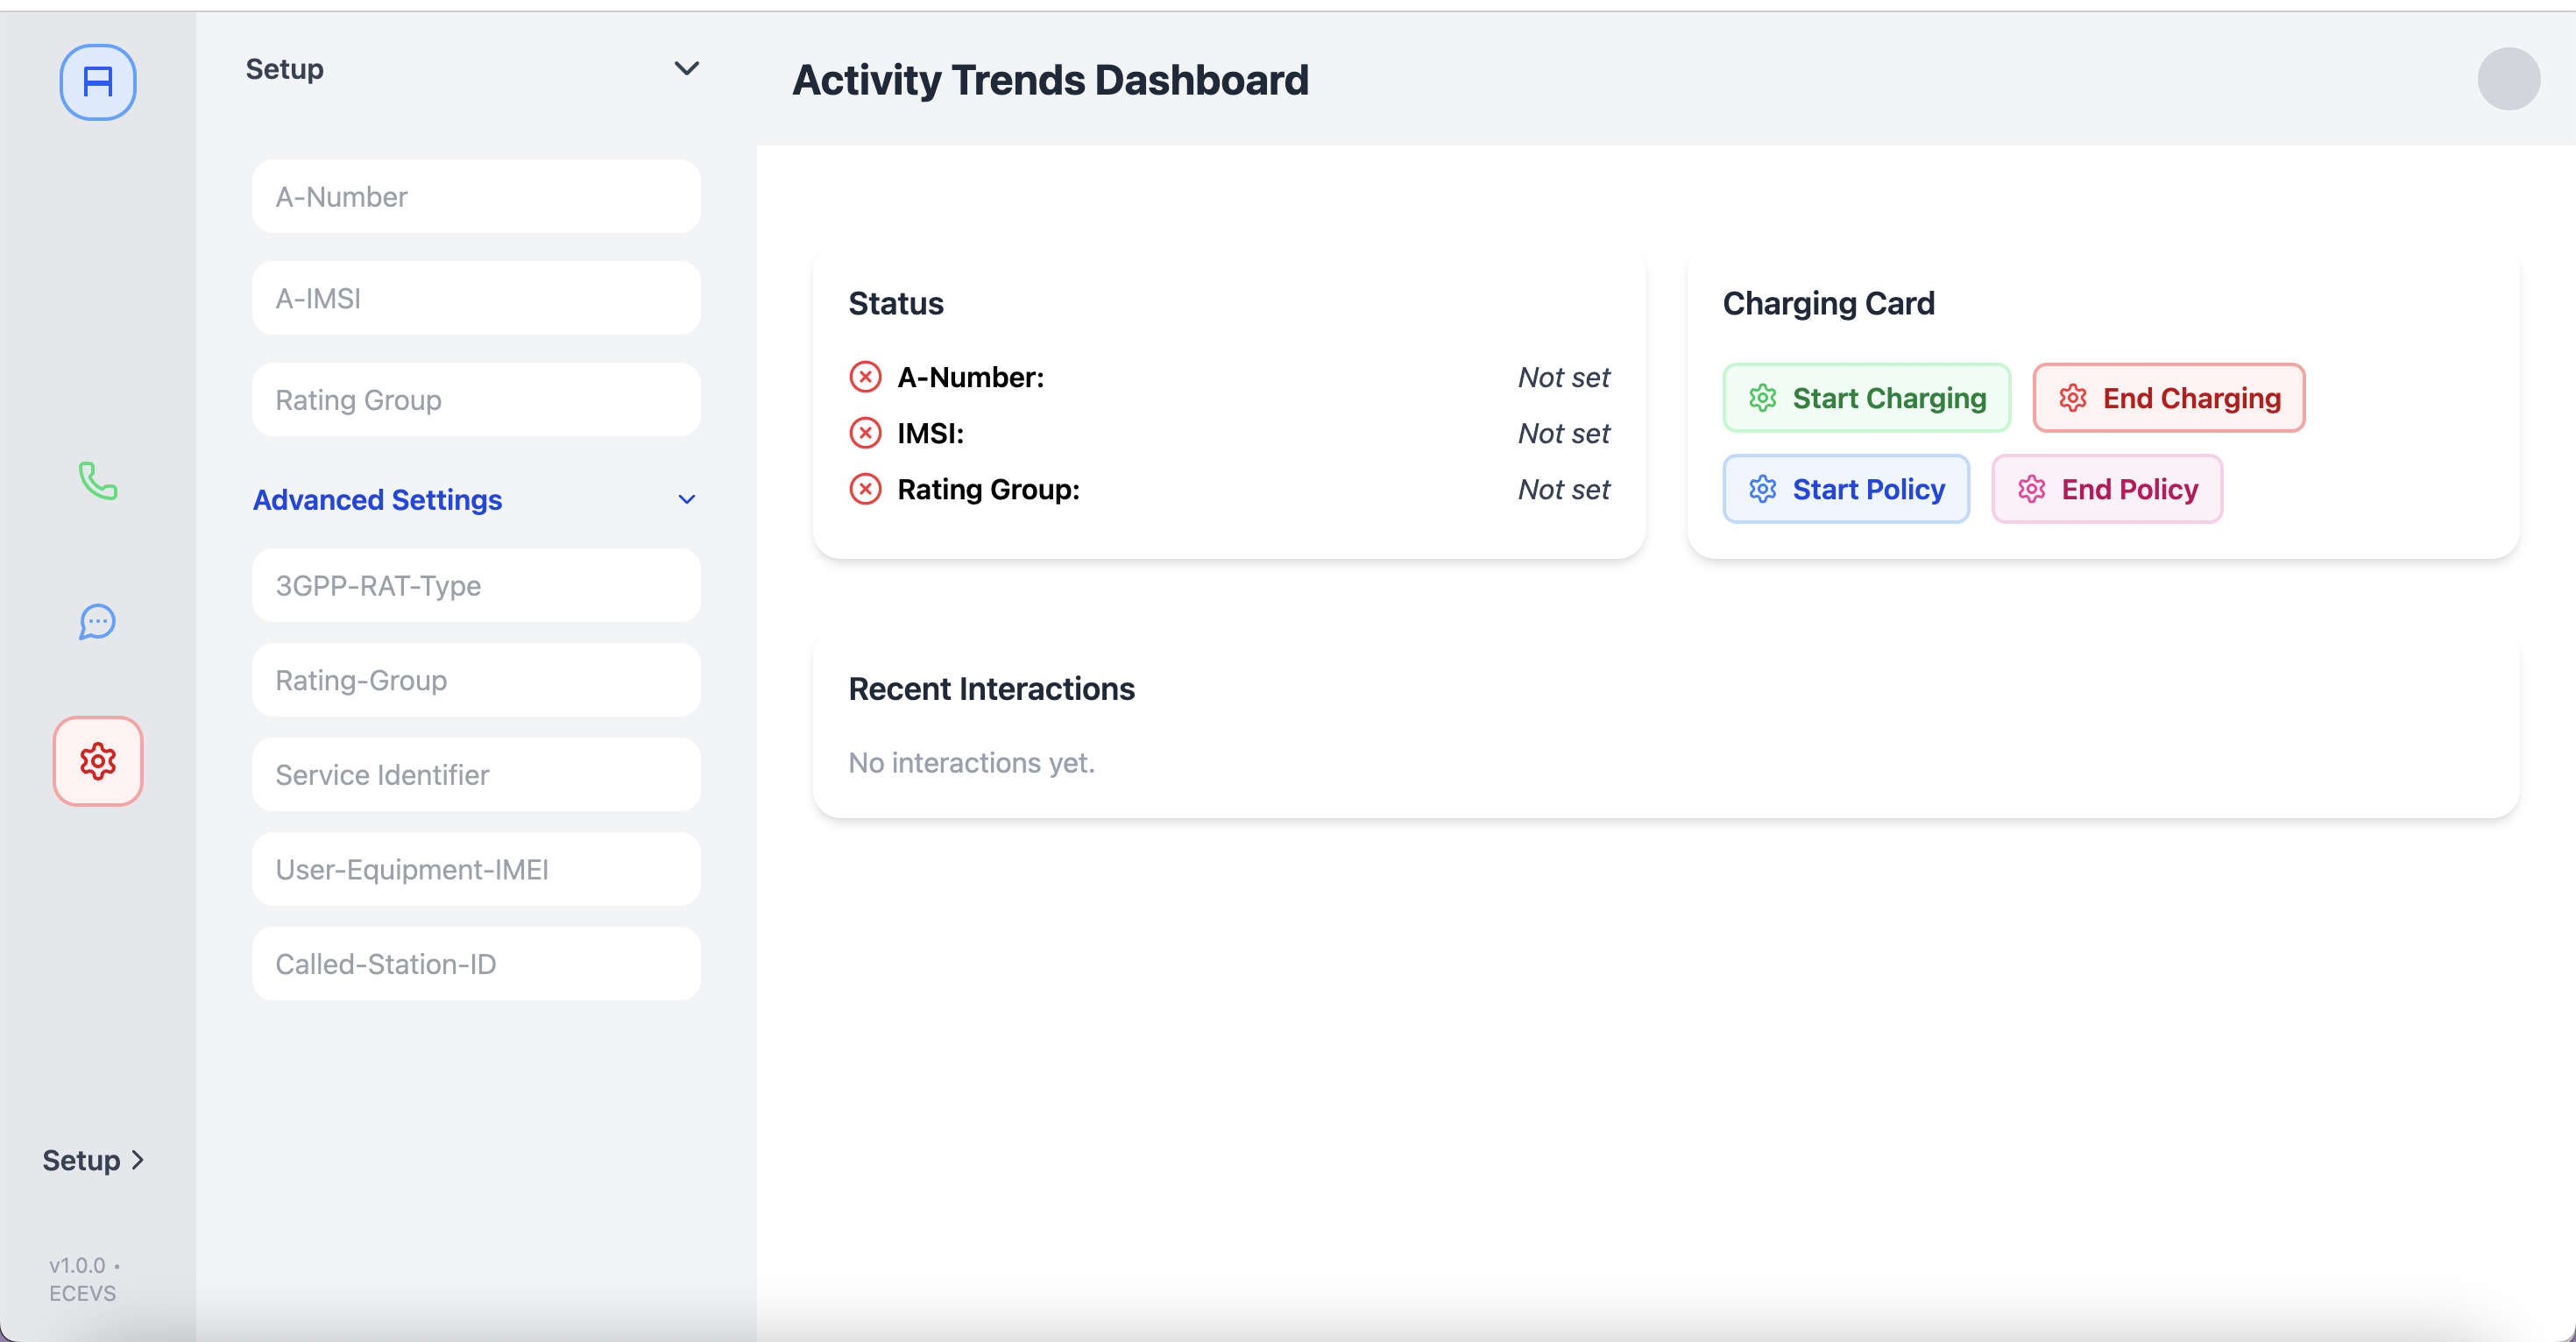 Setup
A-Number
A-IMSI
Rating Group
Advanced Settings
3GPP-RAT-Type
Rating-Group
Service Identifier
User-Equipment-IMEI
Called-Station-ID
Setup
v1.0.0 •
ECEVS
Activity Trends Dashboard
Status
A-Number: Not set
IMSI: Not set
Rating Group: Not set
Charging Card
Start Charging End Charging
Start Policy End Policy
Recent Interactions
No interactions yet.